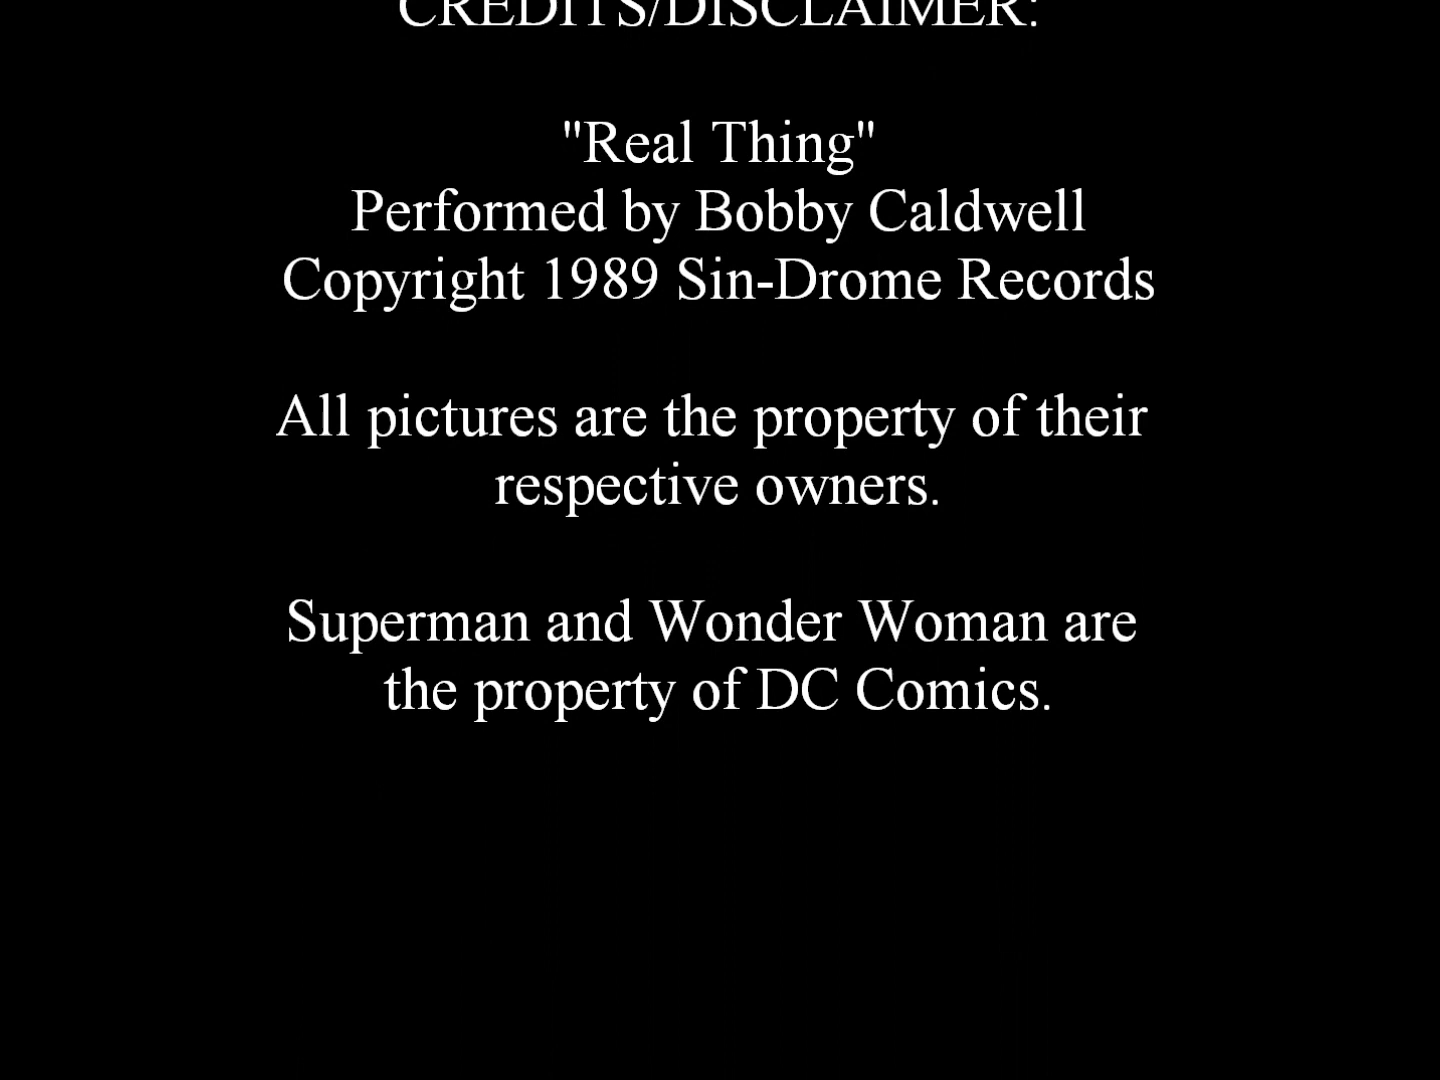 CREDITS/DISCLAIMER:
"Real Thing"
Performed by Bobby Caldwell
Copyright 1989 Sin-Drome Records
All pictures are the property of their
respective owners.
Superman and Wonder Woman are
the property of DC Comics.